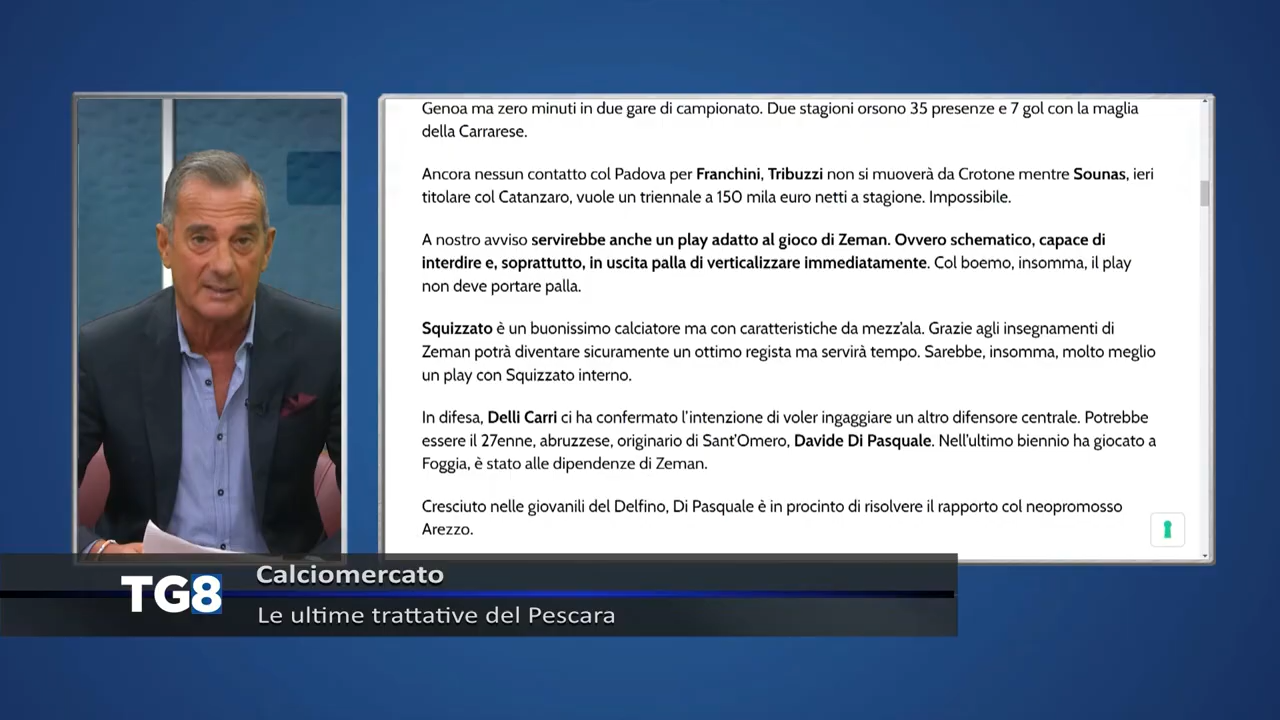 Genoa ma zero minuti in due gare di campionato. Due stagioni orsono 35 presenze e 7 gol con la maglia
della Carrarese.
Ancora nessun contatto col Padova per Franchini, Tribuzzi non si muoverà da Crotone mentre Sounas, ieri
titolare col Catanzaro, vuole un triennale a 150 mila euro netti a stagione. Impossibile.
A nostro avviso servirebbe anche un play adatto al gioco di Zeman. Ovvero schematico, capace di
interdire e, soprattutto, in uscita palla di verticalizzare immediatamente. Col boemo, insomma, il play
non deve portare palla.
Squizzato è un buonissimo calciatore ma con caratteristiche da mezz'ala. Grazie agli insegnamenti di
Zeman potrà diventare sicuramente un ottimo regista ma servirà tempo. Sarebbe, insomma, molto meglio
un play con Squizzato interno.
In difesa, Delli Carri ci ha confermato l'intenzione di voler ingaggiare un altro difensore centrale. Potrebbe
essere il 27enne, abruzzese, originario di Sant'Omero, Davide Di Pasquale. Nell'ultimo biennio ha giocato a
Foggia, è stato alle dipendenze di Zeman.
Cresciuto nelle giovanili del Delfino, Di Pasquale è in procinto di risolvere il rapporto col neopromosso
Arezzo.
TG8
Calciomercato
Le ultime trattative del Pescara